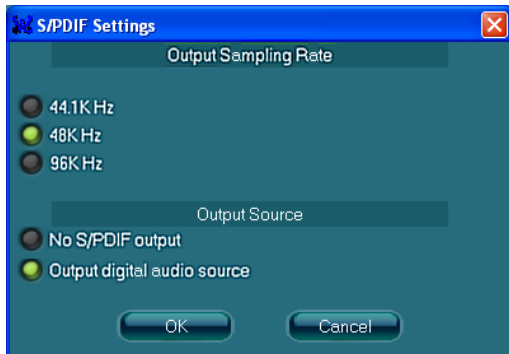 S/PDIF Settings
Output Sampling Rate
44.1K Hz
48K Hz
96K Hz
Output Source
No S/PDIF output
Output digital audio source
OK
Cancel